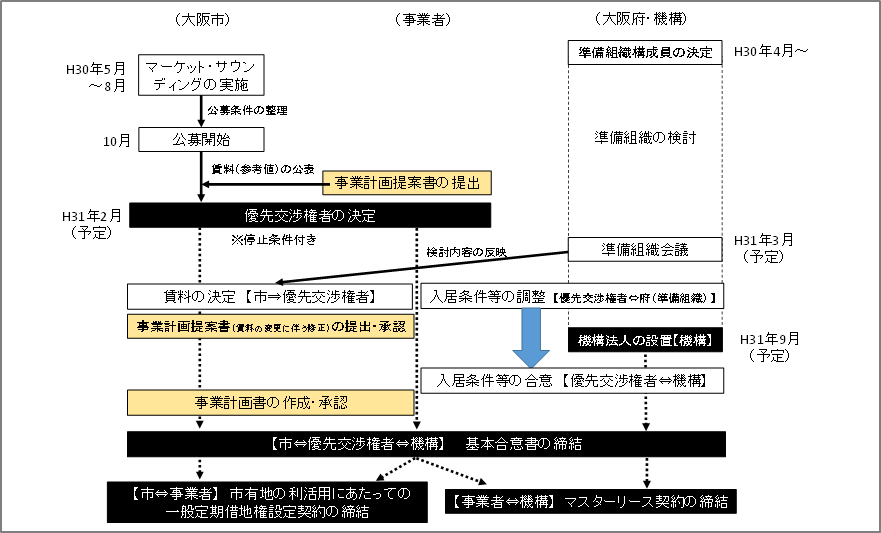 （大阪市）
（事業者）
（大阪府・機構）
H30年5月
～8月
マーケット・サウン
ディングの実施
準備組織構成員の決定
H30年4月～
公募条件の整理
10月
公募開始
準備組織の検討
賃料（参考値）の公表
事業計画提案書の提出
H31年2月
（予定）
優先交渉権者の決定
※停止条件付き
検討内容の反映
準備組織会議
H31年3月
（予定）
賃料の決定【市⇔優先交渉権者】
入居条件等の調整【優先交渉権者⇔府（準備組織）】
事業計画提案書（賃料の変更に伴う修正）の提出・承認
機構法人の設置【機構】
H31年9月
（予定）
入居条件等の合意【優先交渉権者⇔機構】
事業計画書の作成・承認
【市⇔優先交渉権者⇔機構】　基本合意書の締結
【市⇔事業者】市有地の利活用にあたっての
一般定期借地権設定契約の締結
【事業者⇔機構】マスターリース契約の締結